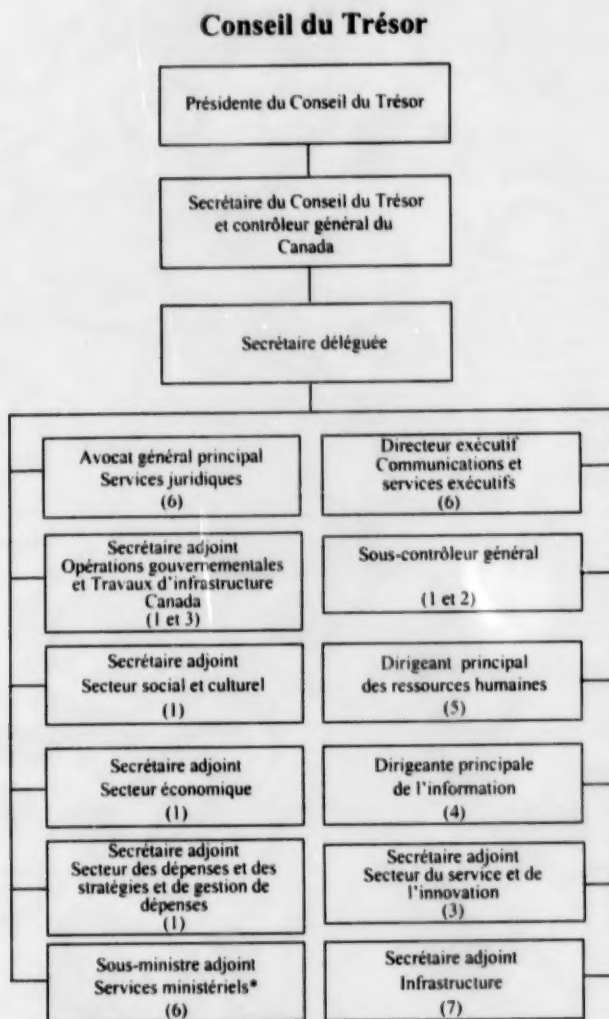 Conseil du Trésor
Présidente du Conseil du Trésor
Secrétaire du Conseil du Trésor
et contrôleur général du
Canada
Secrétaire déléguée
Avocat général principal
Services juridiques
(6)
Directeur exécutif
Communications et
services exécutifs
(6)
Secrétaire adjoint
Opérations gouvernementales
et Travaux d'infrastructure
Canada
(1 et 3)
Sous-contrôleur général
(1 et 2)
Secrétaire adjoint
Secteur social et culturel
(1)
Dirigeant principal
des ressources humaines
(5)
Secrétaire adjoint
Secteur économique
(1)
Dirigeante principale
de l'information
(4)
Secrétaire adjoint
Secteur des dépenses et des
stratégies et de gestion de
dépenses
(1)
Secrétaire adjoint
Secteur du service et de
l'innovation
(3)
Sous-ministre adjoint
Services ministériels*
(6)
Secrétaire adjoint
Infrastructure
(7)